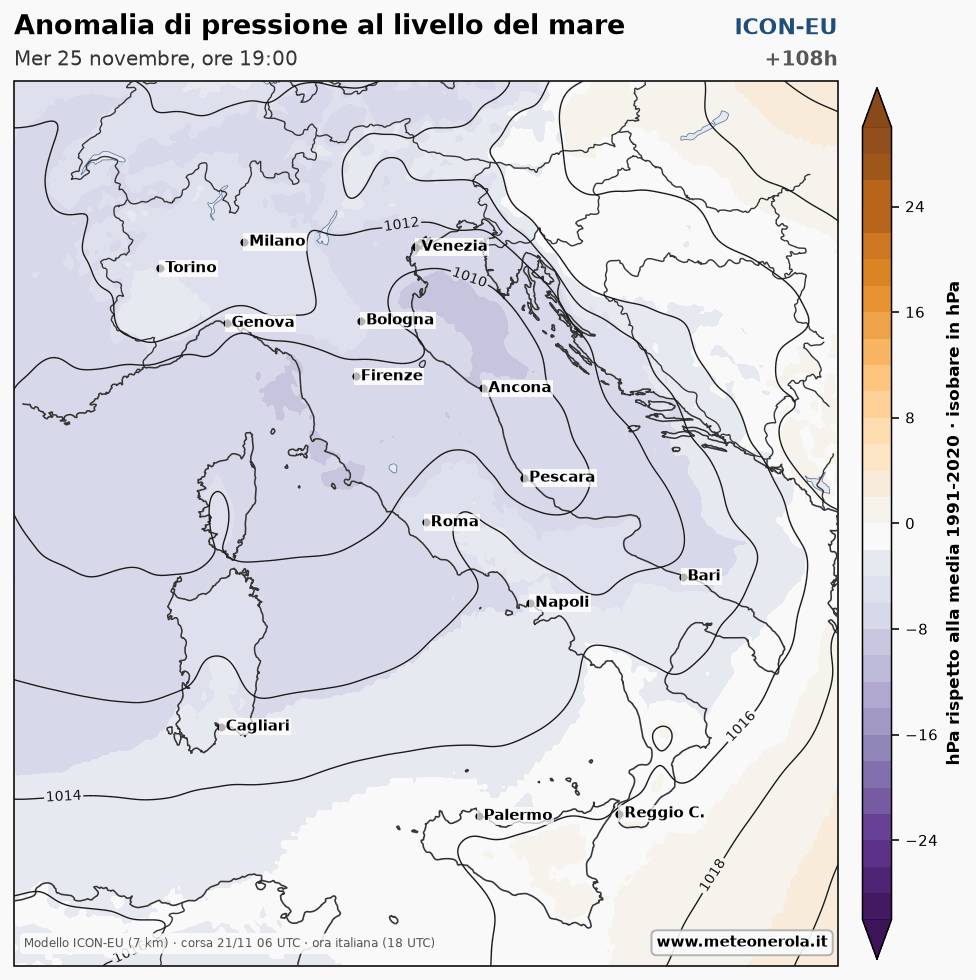 Anomalia di pressione al livello del mare
ICON-EU
Mer 25 novembre, ore 19:00
+108h
1012
Milano
Venezia
Torino
1010
Genova
Bologna
Firenze
Ancona
Pescara
Roma
Bari
Napoli
Cagliari
1016
1014
Palermo
Reggio C.
1018
Modello ICON-EU (7 km) · corsa 21/11 06 UTC · ora italiana (18 UTC)
www.meteonerola.it
24
16
8
0
−8
−16
−24
hPa rispetto alla media 1991-2020 · isobare in hPa